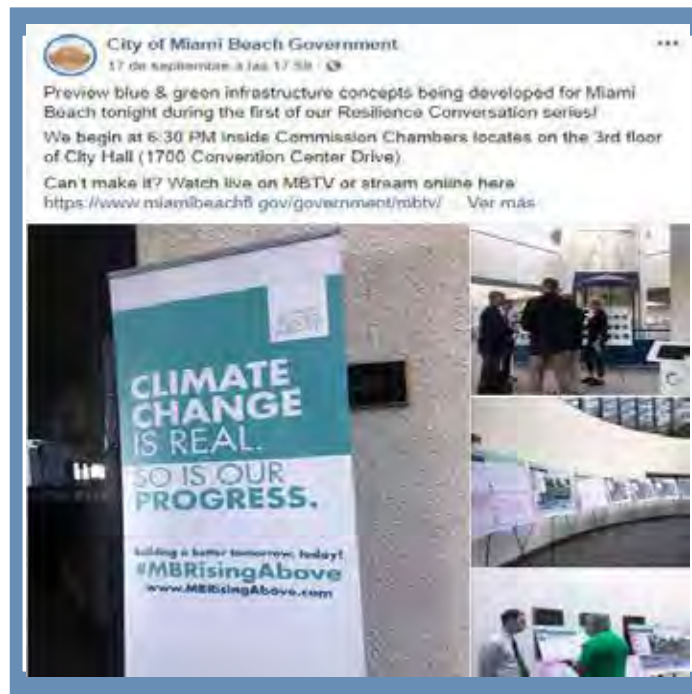 City of Miami Beach Government
17 de septiembre a las 17:59 ·
Preview blue & green infrastructure concepts being developed for Miami
Beach tonight during the first of our Resilience Conversation series!
We begin at 6:30 PM inside Commission Chambers locates on the 3rd floor
of City Hall (1700 Convention Center Drive)
Can't make it? Watch live on MBTV or stream online here
https://www.miamibeachfl.gov/government/mbtv/ ... Ver más
CLIMATE
CHANGE
IS REAL.
SO IS OUR
PROGRESS.
building a better tomorrow, today!
#MBRisingAbove
www.MBRisingAbove.com